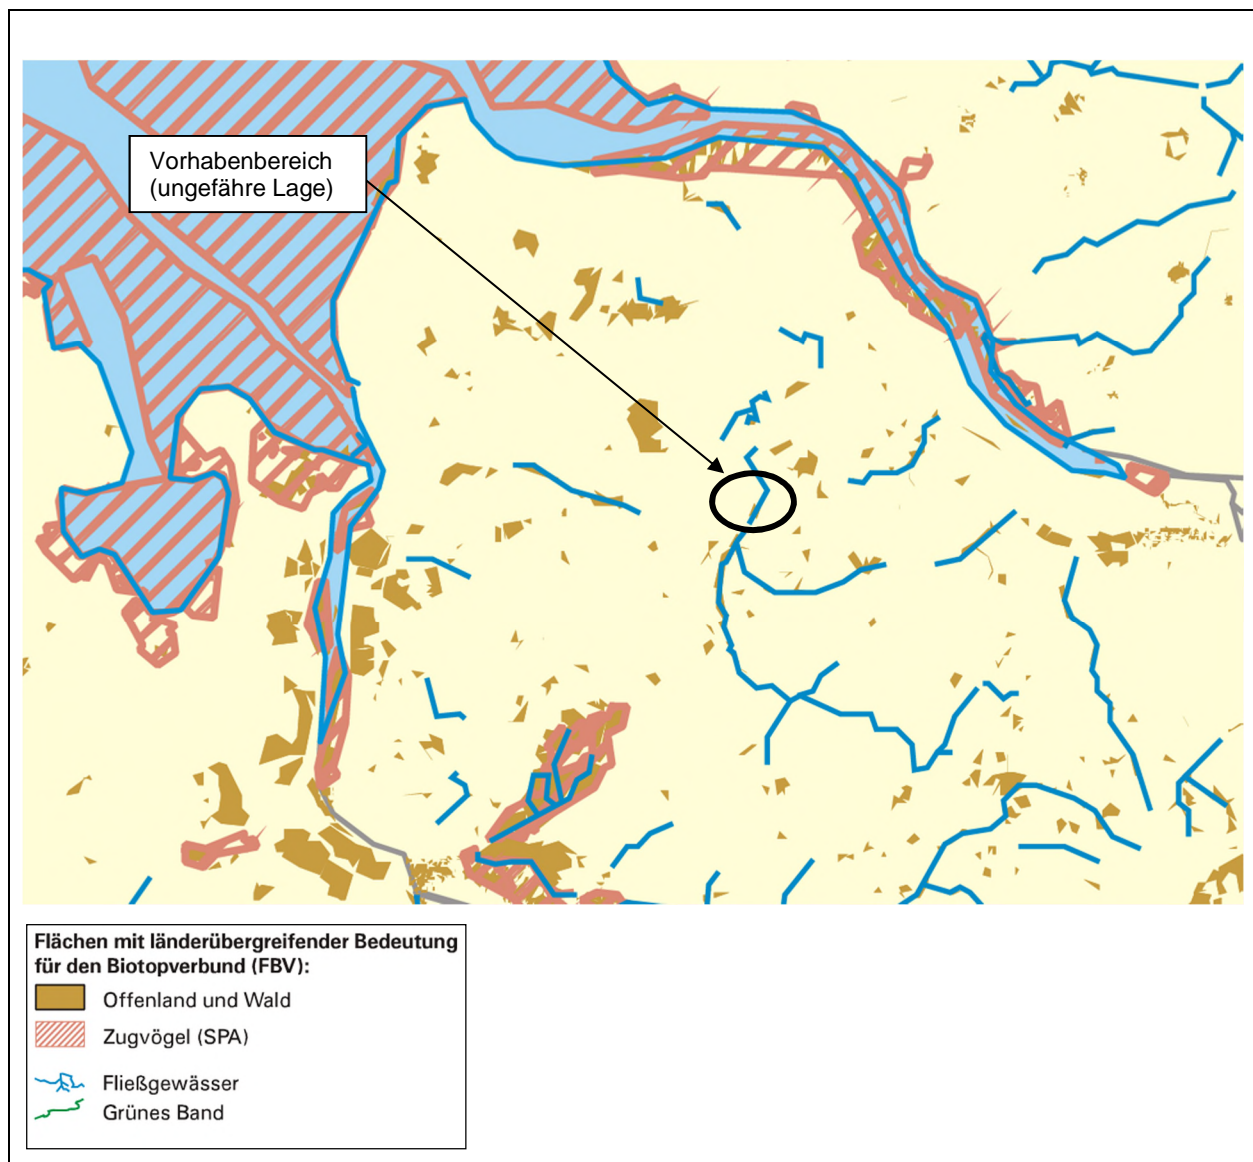 Vorhabenbereich
(ungefähre Lage)
Flächen mit länderübergreifender Bedeutung
für den Biotopverbund (FBV):
Offenland und Wald
Zugvögel (SPA)
Fließgewässer
Grünes Band